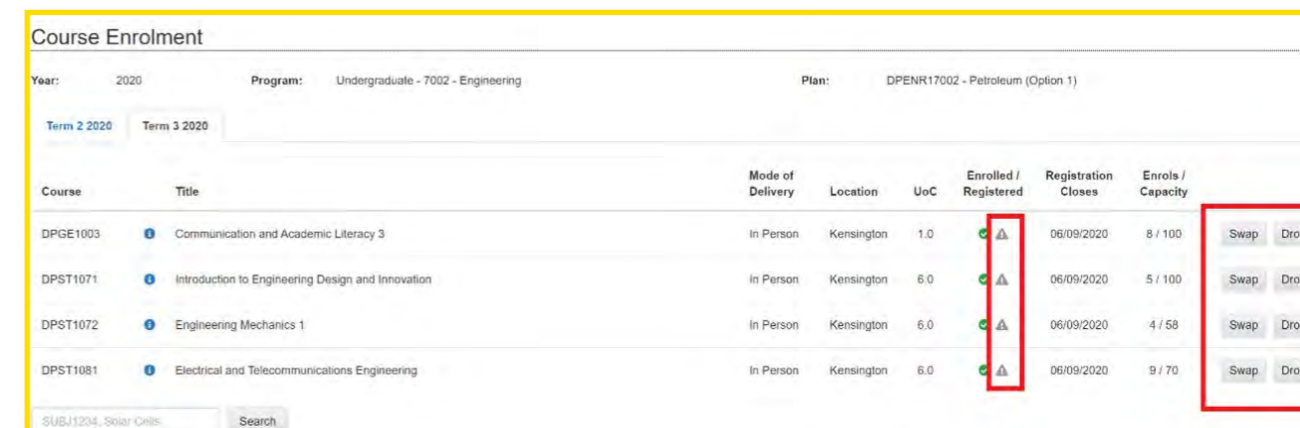 Course Enrolment
Year: 2020 Program: Undergraduate - 7002 - Engineering Plan: DPENR17002 - Petroleum (Option 1)
Term 2 2020 Term 3 2020
Course Title Mode of Delivery Location UoC Enrolled / Registered Registration Closes Enrols / Capacity
DPGE1003 Communication and Academic Literacy 3 In Person Kensington 1.0 06/09/2020 8 / 100 Swap Dro
DPST1071 Introduction to Engineering Design and Innovation In Person Kensington 6.0 06/09/2020 5 / 100 Swap Dro
DPST1072 Engineering Mechanics 1 In Person Kensington 6.0 06/09/2020 4 / 58 Swap Dro
DPST1081 Electrical and Telecommunications Engineering In Person Kensington 6.0 06/09/2020 9 / 70 Swap Dro
SUBJ1234, Solar Cells Search